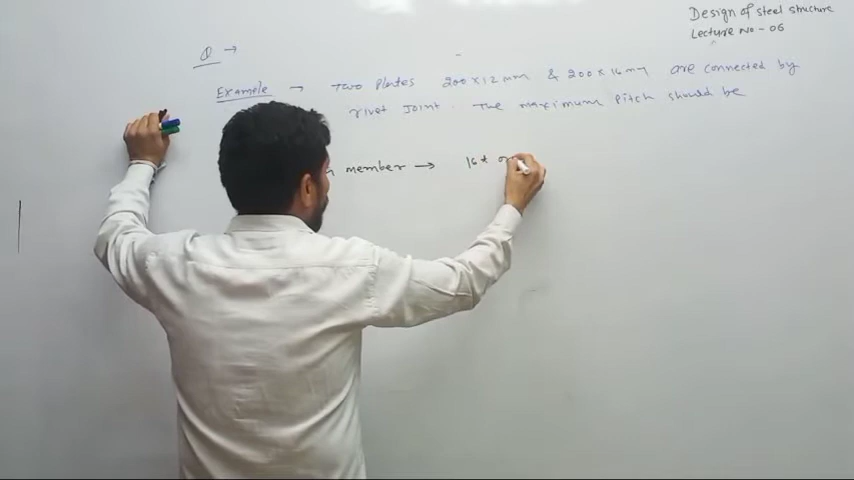 Design of steel structure
Lecture No - 06
Q →
Example → Two plates 200 x 12 mm & 200 x 16 mm are connected by
rivet Joint. The maximum Pitch should be
member → 16t or